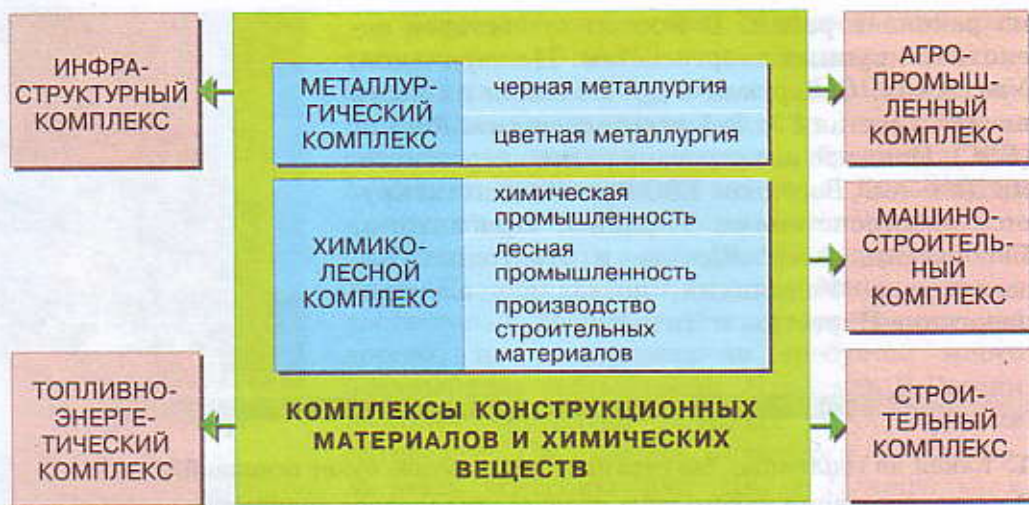 ИНФРА-
СТРУКТУРНЫЙ
КОМПЛЕКС
ТОПЛИВНО-
ЭНЕРГЕ-
ТИЧЕСКИЙ
КОМПЛЕКС
МЕТАЛЛУР-
ГИЧЕСКИЙ
КОМПЛЕКС
черная металлургия
цветная металлургия
ХИМИКО-
ЛЕСНОЙ
КОМПЛЕКС
химическая
промышленность
лесная
промышленность
производство
строительных
материалов
КОМПЛЕКСЫ КОНСТРУКЦИОННЫХ
МАТЕРИАЛОВ И ХИМИЧЕСКИХ
ВЕЩЕСТВ
АГРО-
ПРОМЫШ-
ЛЕННЫЙ
КОМПЛЕКС
МАШИНО-
СТРОИТЕЛЬ-
НЫЙ
КОМПЛЕКС
СТРОИ-
ТЕЛЬНЫЙ
КОМПЛЕКС